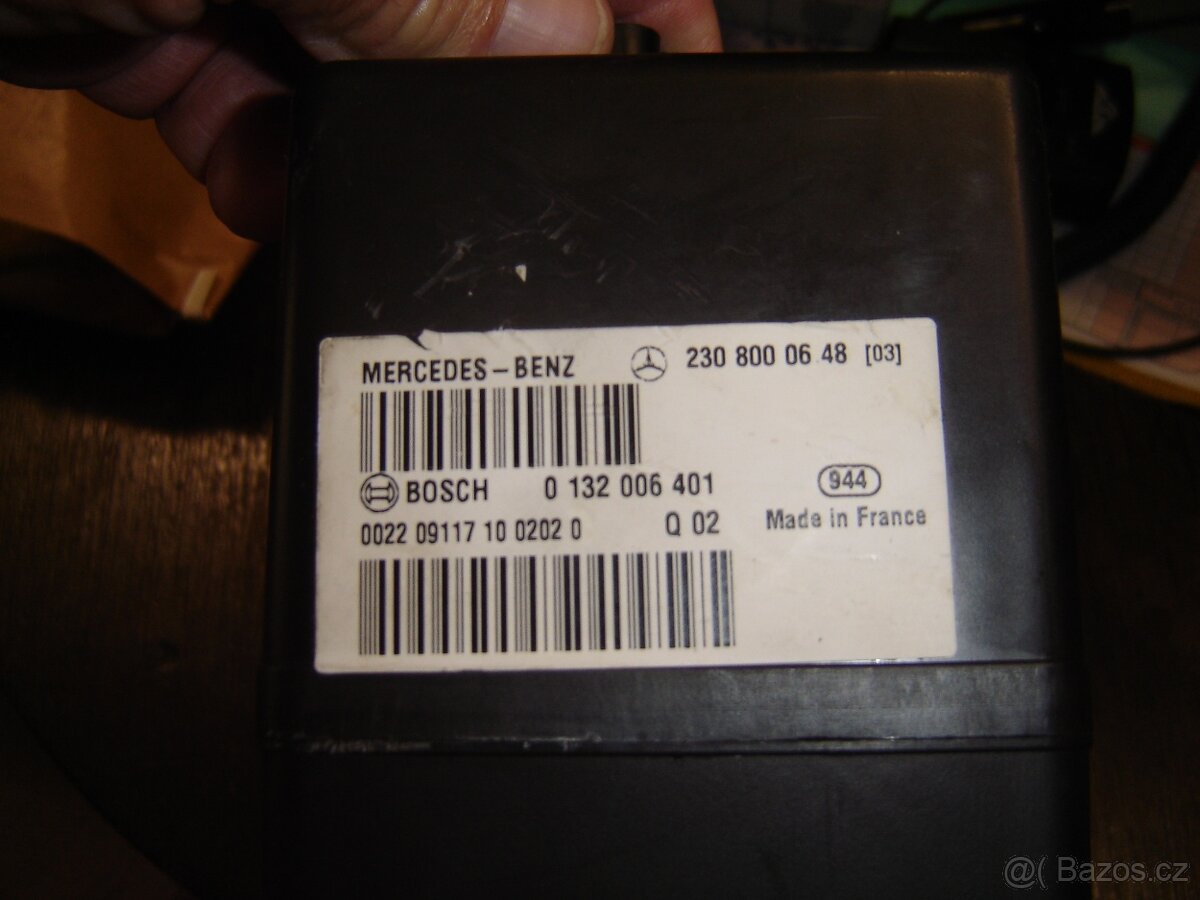 MERCEDES-BENZ 230 800 06 48 [03]
BOSCH 0 132 006 401
944
0022 09117 10 0202 0 Q 02
Made in France
@( Bazos.cz